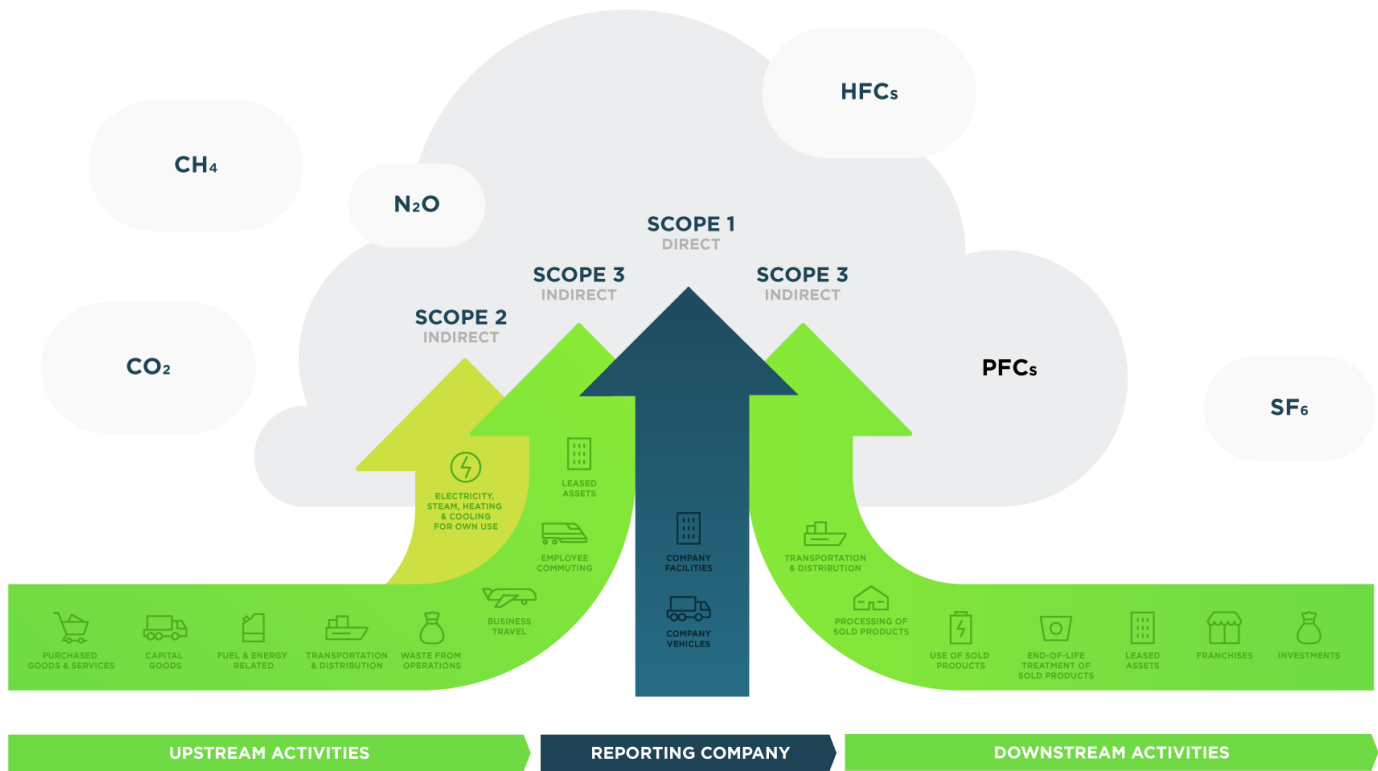 HFCs
CH4
N2O
SCOPE 1
DIRECT
SCOPE 3
INDIRECT
SCOPE 3
INDIRECT
SCOPE 2
INDIRECT
CO2
PFCs
SF6
ELECTRICITY,
STEAM, HEATING
& COOLING
FOR OWN USE
LEASED
ASSETS
EMPLOYEE
COMMUTING
BUSINESS
TRAVEL
COMPANY
FACILITIES
COMPANY
VEHICLES
TRANSPORTATION
& DISTRIBUTION
PROCESSING OF
SOLD PRODUCTS
PURCHASED
GOODS & SERVICES
CAPITAL
GOODS
FUEL & ENERGY
RELATED
TRANSPORTATION
& DISTRIBUTION
WASTE FROM
OPERATIONS
USE OF SOLD
PRODUCTS
END-OF-LIFE
TREATMENT OF
SOLD PRODUCTS
LEASED
ASSETS
FRANCHISES
INVESTMENTS
UPSTREAM ACTIVITIES
REPORTING COMPANY
DOWNSTREAM ACTIVITIES